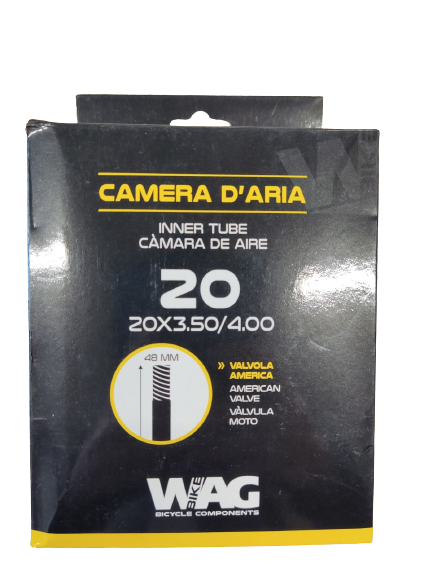 CAMERA D'ARIA
INNER TUBE
CÀMARA DE AIRE
20
20X3.50/4.00
48 MM
» VALVOLA
AMERICA
AMERICAN
VALVE
VÀLVULA
MOTO
WAG
BIKE
BICYCLE COMPONENTS